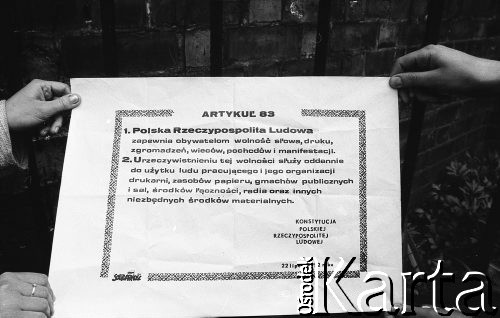 ARTYKUŁ 83
1. Polska Rzeczypospolita Ludowa
zapewnia obywatelom wolność słowa, druku,
zgromadzeń, wieców, pochodów i manifestacji.
2. Urzeczywistnieniu tej wolności służy oddanie
do użytku ludu pracującego i jego organizacji
drukarni, zasobów papieru, gmachów publicznych
i sal, środków łączności, radia oraz innych
niezbędnych środków materialnych.
KONSTYTUCJA
POLSKIEJ
RZECZYPOSPOLITEJ
LUDOWEJ
22
Solidarność
Ośrodek
Karta